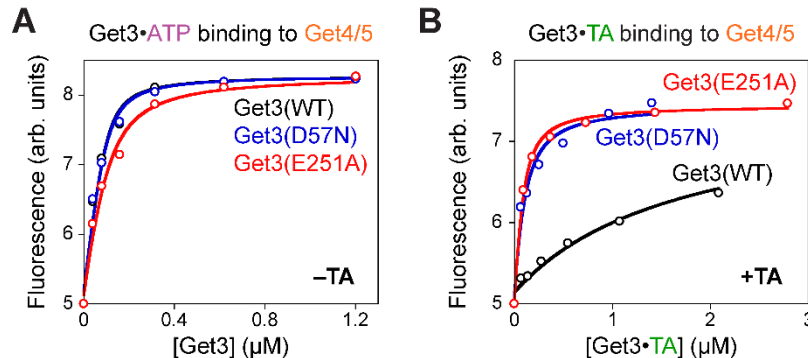 A
Get3•ATP binding to Get4/5
Fluorescence (arb. units)
8
7
6
5
Get3(WT)
Get3(D57N)
Get3(E251A)
–TA
0
0.4
0.8
1.2
[Get3] (μM)
B
Get3•TA binding to Get4/5
Fluorescence (arb. units)
8
7
6
5
Get3(E251A)
Get3(D57N)
Get3(WT)
+TA
0
1
2
3
[Get3•TA] (μM)